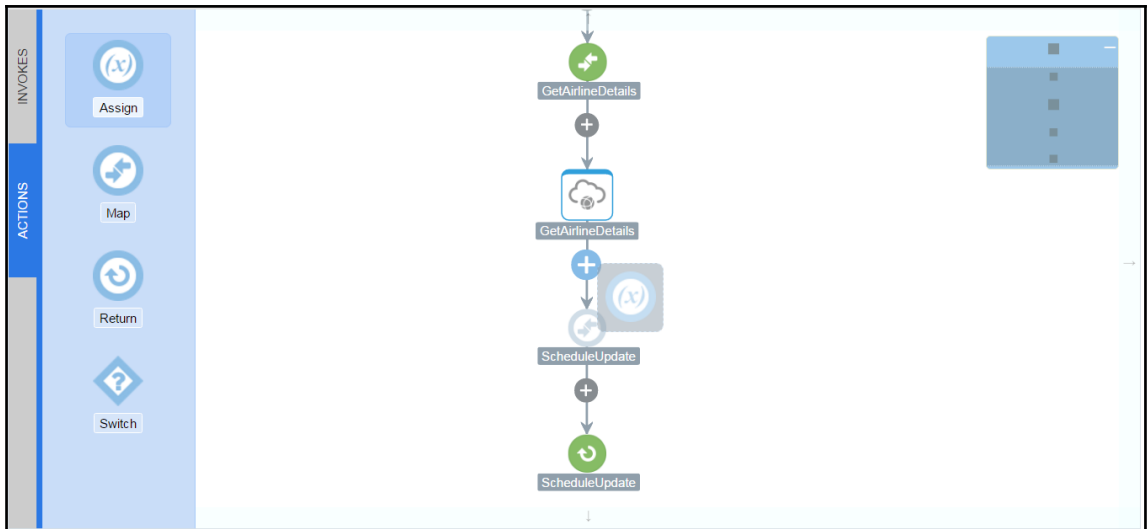 INVOKES
ACTIONS
(x)
Assign
Map
Return
?
Switch
GetAirlineDetails
GetAirlineDetails
(x)
ScheduleUpdate
ScheduleUpdate